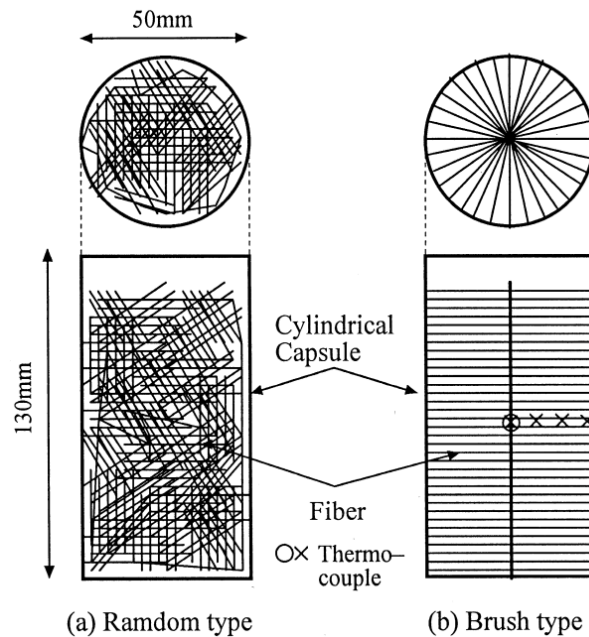 50mm
130mm
Cylindrical
Capsule
Fiber
○× Thermo–
couple
(a) Ramdom type
(b) Brush type